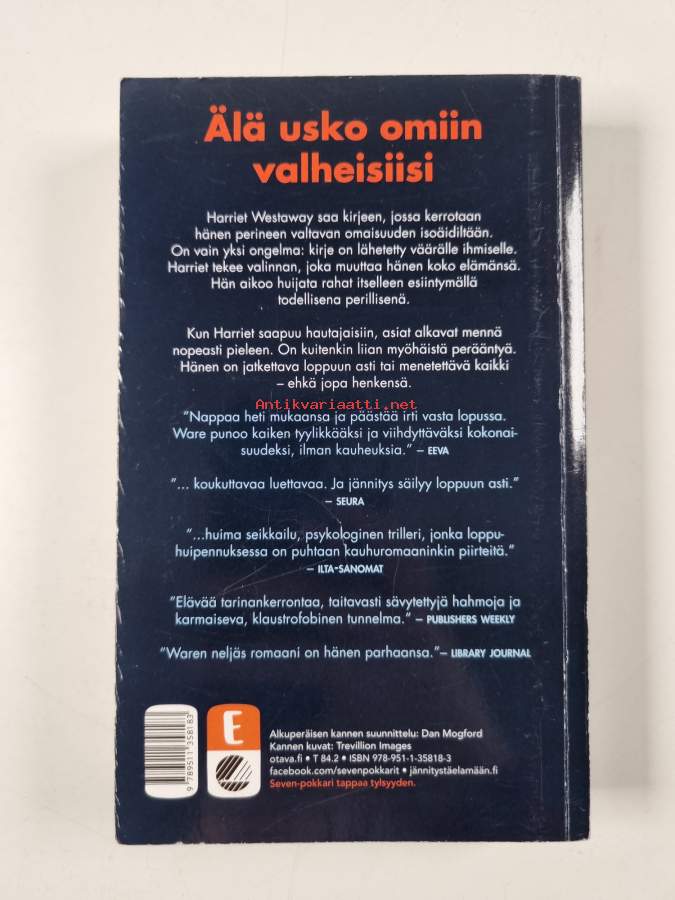 Älä usko omiin
valheisiisi
Harriet Westaway saa kirjeen, jossa kerrotaan
hänen perineen valtavan omaisuuden isoäidiltään.
On vain yksi ongelma: kirje on lähetetty väärälle ihmiselle.
Harriet tekee valinnan, joka muuttaa hänen koko elämänsä.
Hän aikoo huijata rahat itselleen esiintymällä
todellisena perillisenä.
Kun Harriet saapuu hautajaisiin, asiat alkavat mennä
nopeasti pieleen. On kuitenkin liian myöhäistä perääntyä.
Hänen on jatkettava loppuun asti tai menetettävä kaikki
– ehkä jopa henkensä.
Antikvariaatti.net
”Nappaa heti mukaansa ja päästää irti vasta lopussa.
Ware punoo kaiken tyylikkääksi ja viihdyttäväksi kokonai-
suudeksi, ilman kauheuksia.” – EEVA
”... koukuttavaa luettavaa. Ja jännitys säilyy loppuun asti.”
– SEURA
”...huima seikkailu, psykologinen trilleri, jonka loppu-
huipennuksessa on puhtaan kauhuromaaninkin piirteitä.”
– ILTA-SANOMAT
”Elävää tarinankerrontaa, taitavasti sävytettyjä hahmoja ja
karmaiseva, klaustrofobinen tunnelma.” – PUBLISHERS WEEKLY
”Waren neljäs romaani on hänen parhaansa.”– LIBRARY JOURNAL
9 789511 358183
E
Alkuperäisen kannen suunnittelu: Dan Mogford
Kannen kuvat: Trevillion Images
otava.fi • T 84.2 • ISBN 978-951-1-35818-3
facebook.com/sevenpokkarit • jännitystäelämään.fi
Seven-pokkari tappaa tylsyyden.